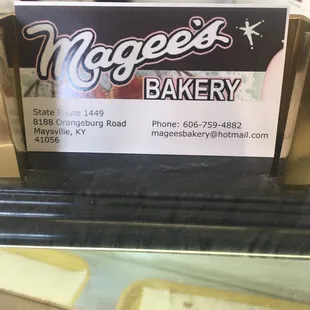 Magee's
BAKERY
State Route 1449
8188 Orangeburg Road
Maysville, KY
41056
Phone: 606-759-4882
mageesbakery@hotmail.com